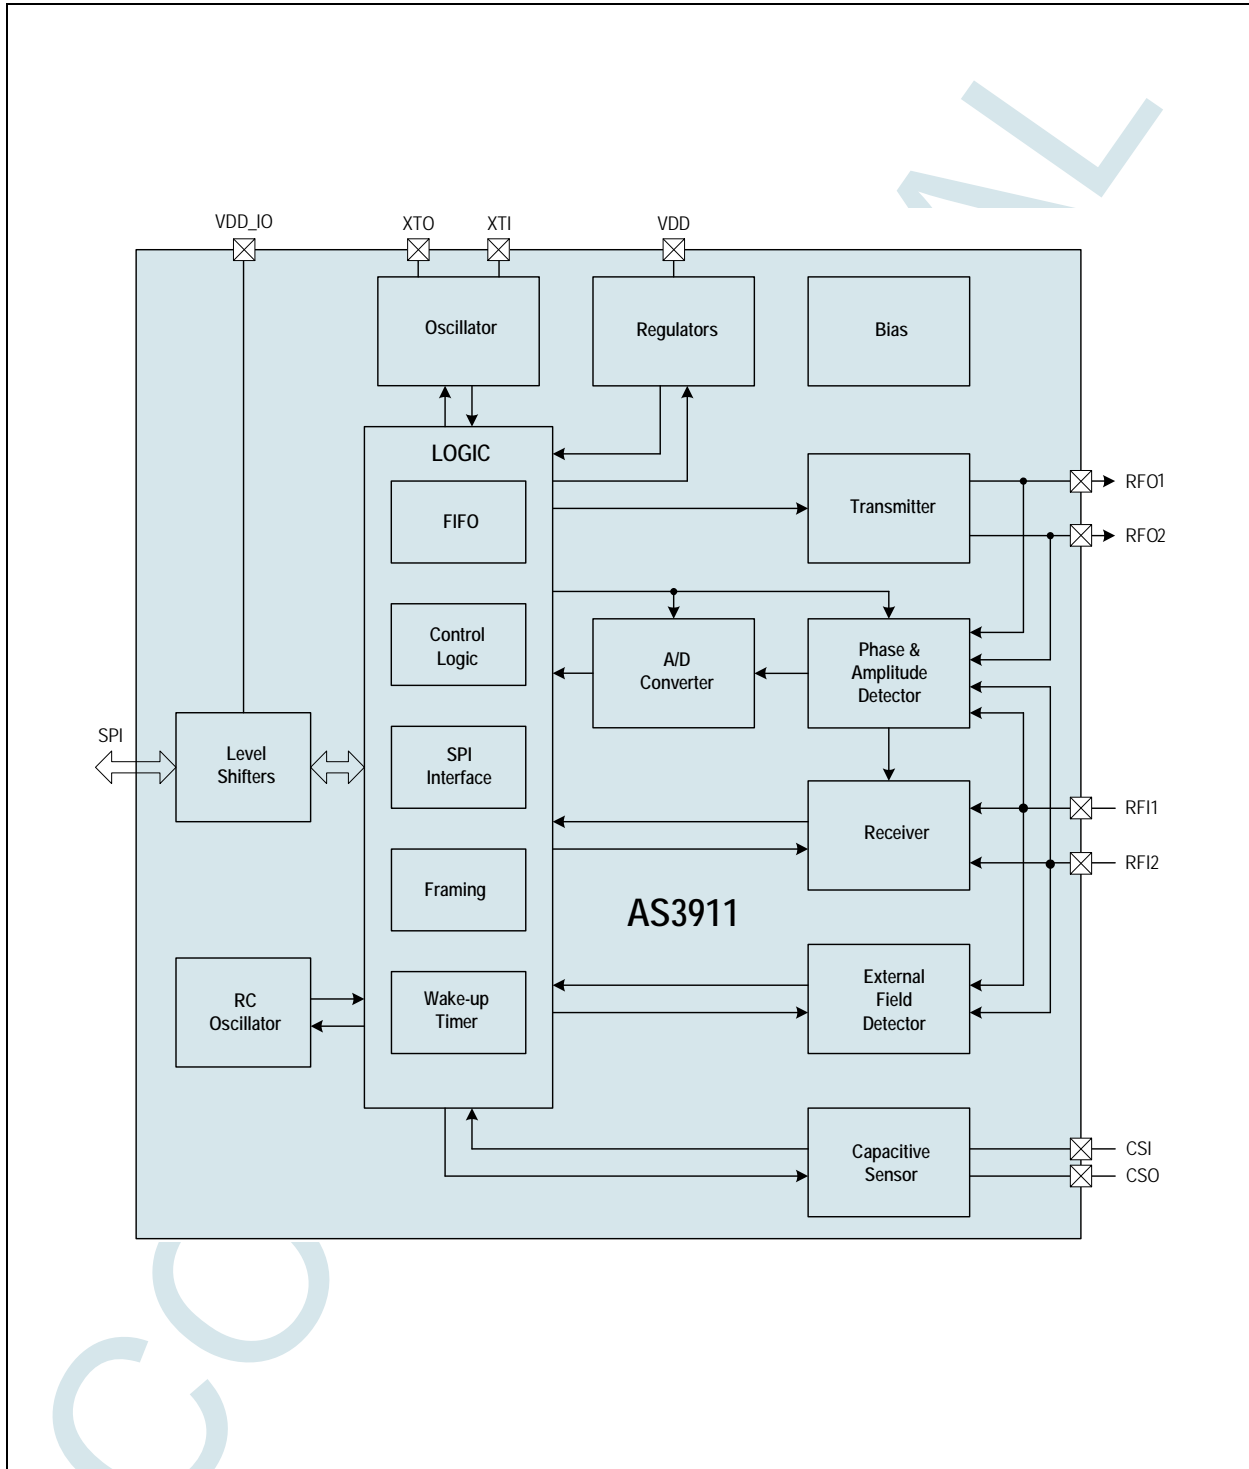 VDD_IO
XTO
XTI
VDD
Oscillator
Regulators
Bias
LOGIC
FIFO
Transmitter
RFO1
RFO2
Control
Logic
A/D
Converter
Phase &
Amplitude
Detector
SPI
Level
Shifters
SPI
Interface
Receiver
RFI1
RFI2
Framing
AS3911
RC
Oscillator
Wake-up
Timer
External
Field
Detector
Capacitive
Sensor
CSI
CSO
CO
AL